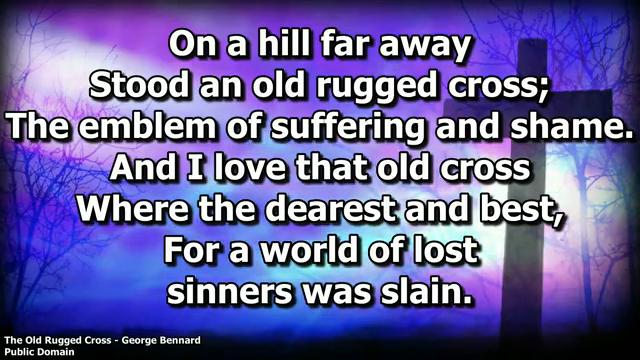 On a hill far away
Stood an old rugged cross;
The emblem of suffering and shame.
And I love that old cross
Where the dearest and best,
For a world of lost
sinners was slain.
The Old Rugged Cross - George Bennard
Public Domain